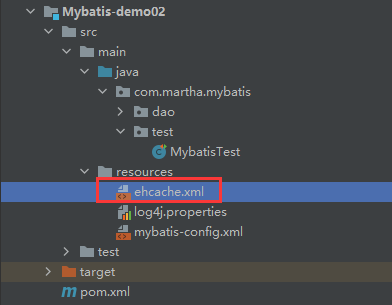 Mybatis-demo02
src
main
java
com.martha.mybatis
dao
test
MybatisTest
resources
ehcache.xml
log4j.properties
mybatis-config.xml
test
target
pom.xml